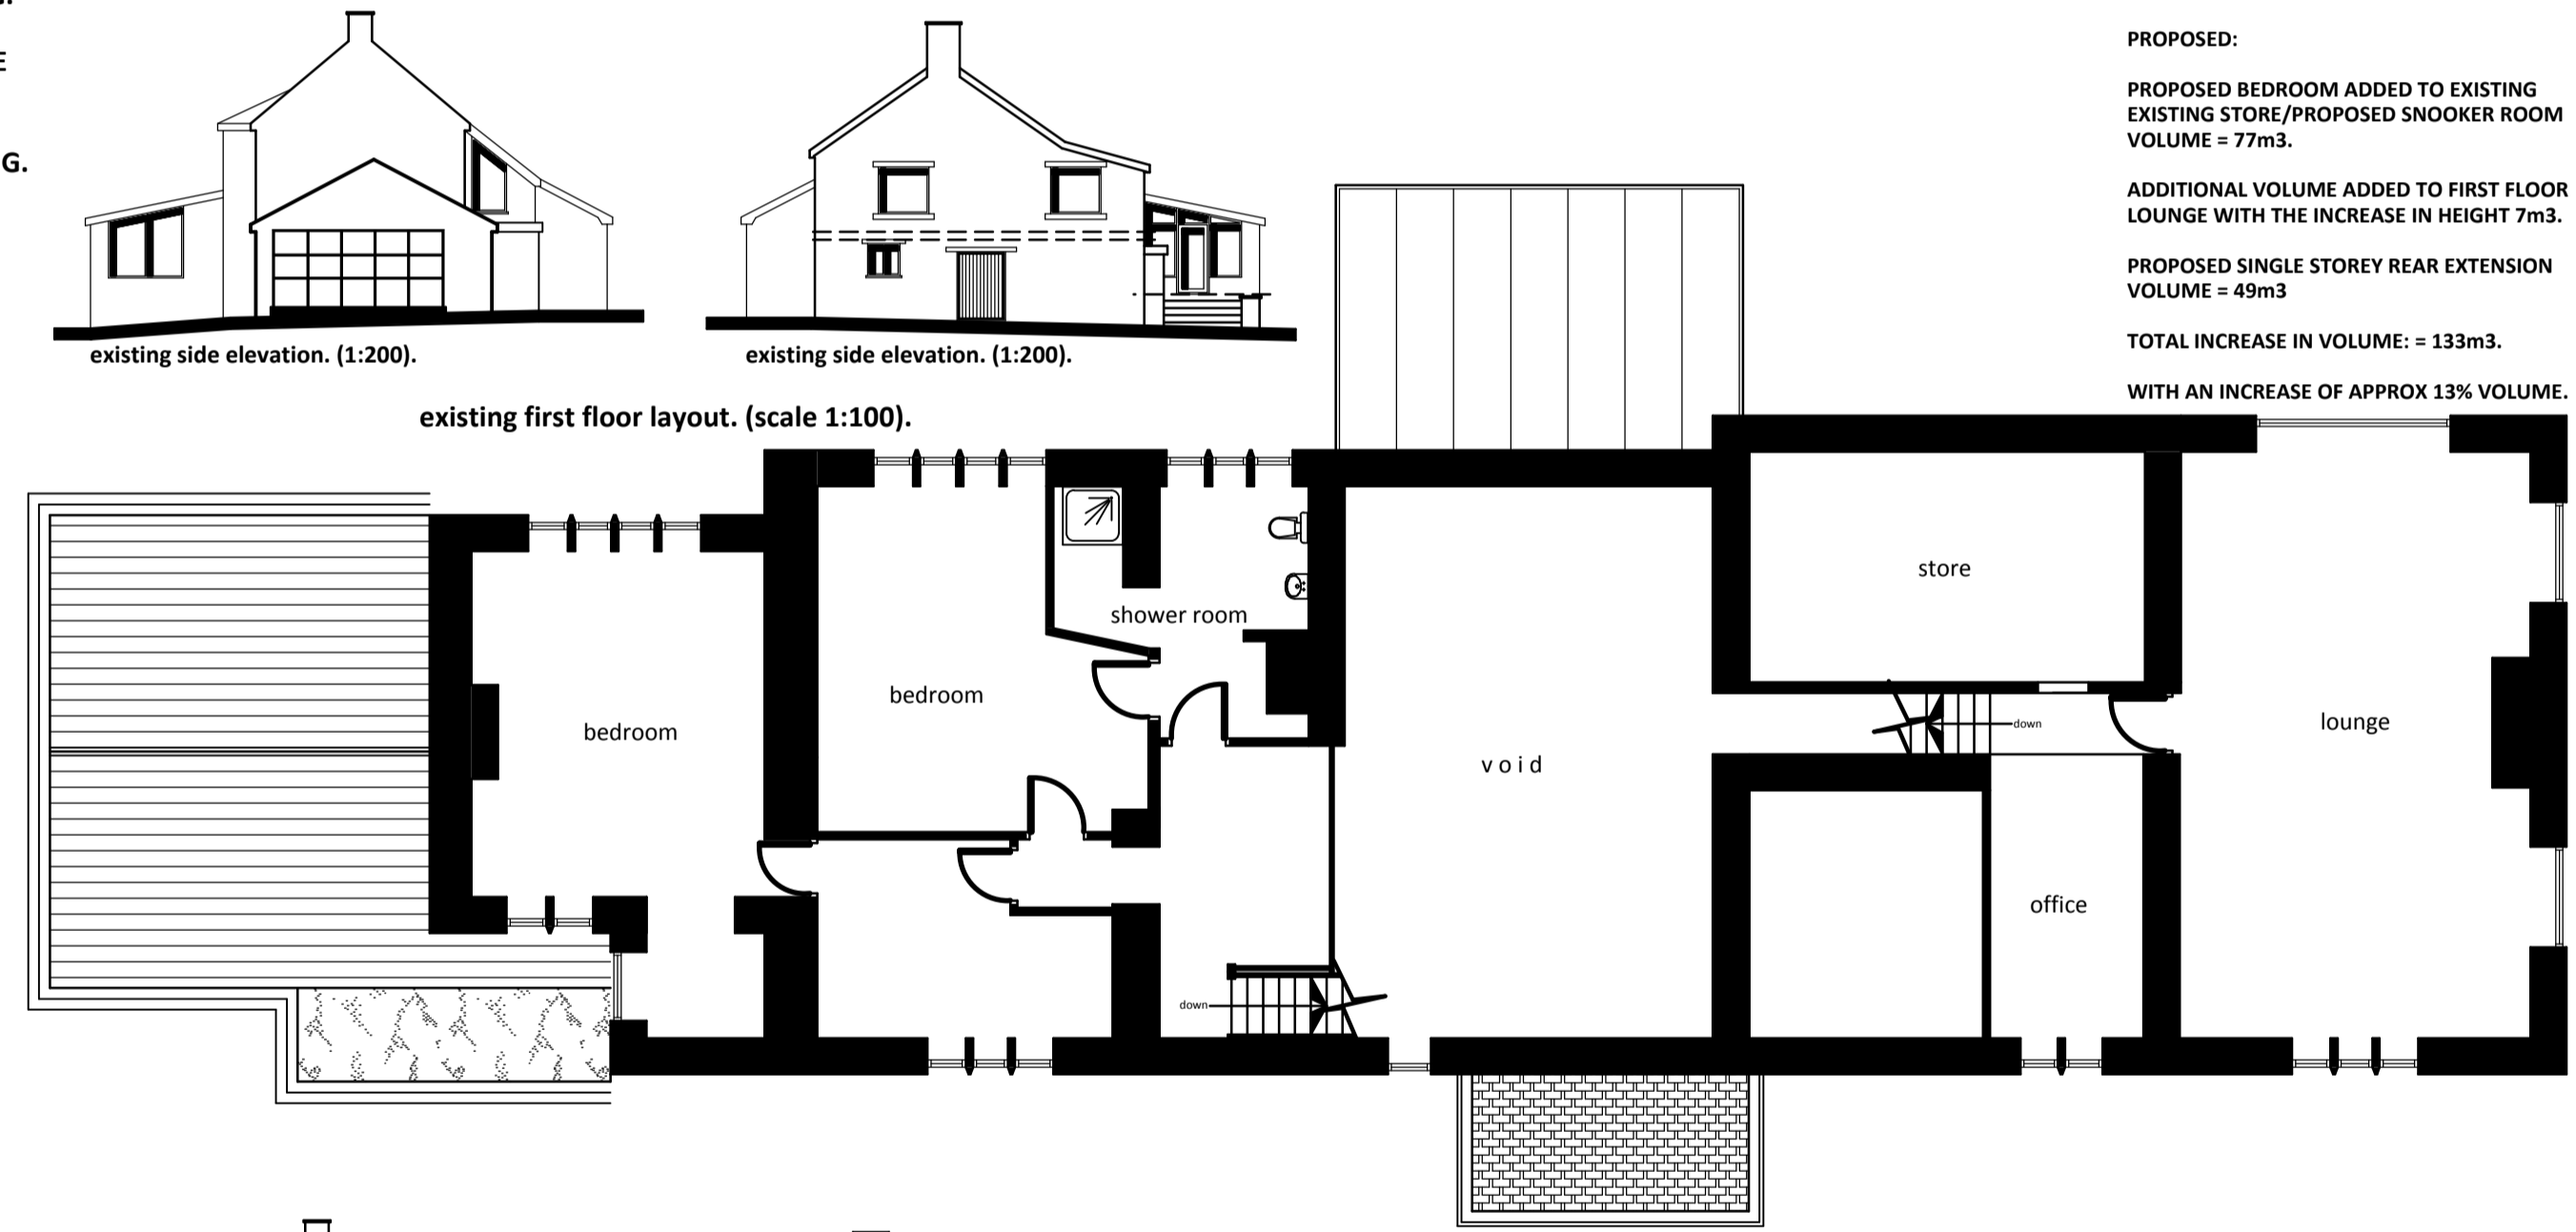 E
G.
existing side elevation. (1:200).
existing side elevation. (1:200).
PROPOSED:
PROPOSED BEDROOM ADDED TO EXISTING
EXISTING STORE/PROPOSED SNOOKER ROOM
VOLUME = 77m3.
ADDITIONAL VOLUME ADDED TO FIRST FLOOR
LOUNGE WITH THE INCREASE IN HEIGHT 7m3.
PROPOSED SINGLE STOREY REAR EXTENSION
VOLUME = 49m3
TOTAL INCREASE IN VOLUME: = 133m3.
WITH AN INCREASE OF APPROX 13% VOLUME.
existing first floor layout. (scale 1:100).
bedroom
bedroom
shower room
down
void
store
down
office
lounge